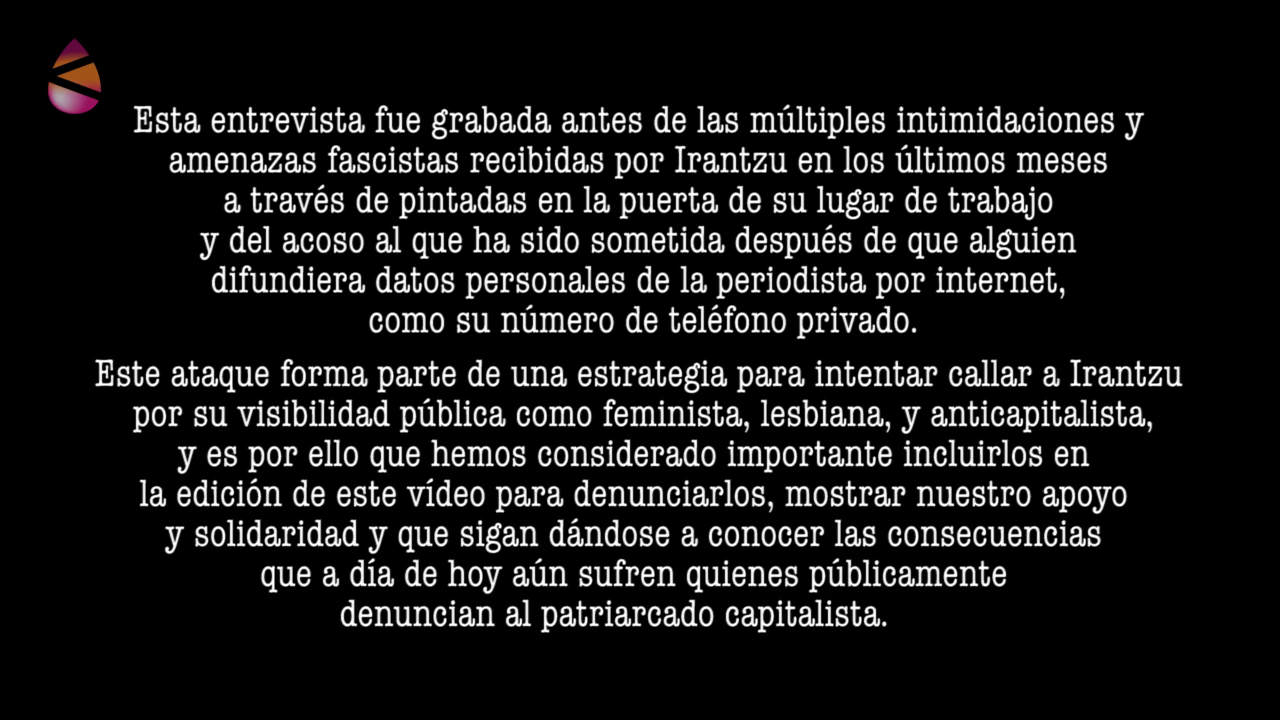 Esta entrevista fue grabada antes de las múltiples intimidaciones y
amenazas fascistas recibidas por Irantzu en los últimos meses
a través de pintadas en la puerta de su lugar de trabajo
y del acoso al que ha sido sometida después de que alguien
difundiera datos personales de la periodista por internet,
como su número de teléfono privado.
Este ataque forma parte de una estrategia para intentar callar a Irantzu
por su visibilidad pública como feminista, lesbiana, y anticapitalista,
y es por ello que hemos considerado importante incluirlos en
la edición de este vídeo para denunciarlos, mostrar nuestro apoyo
y solidaridad y que sigan dándose a conocer las consecuencias
que a día de hoy aún sufren quienes públicamente
denuncian al patriarcado capitalista.